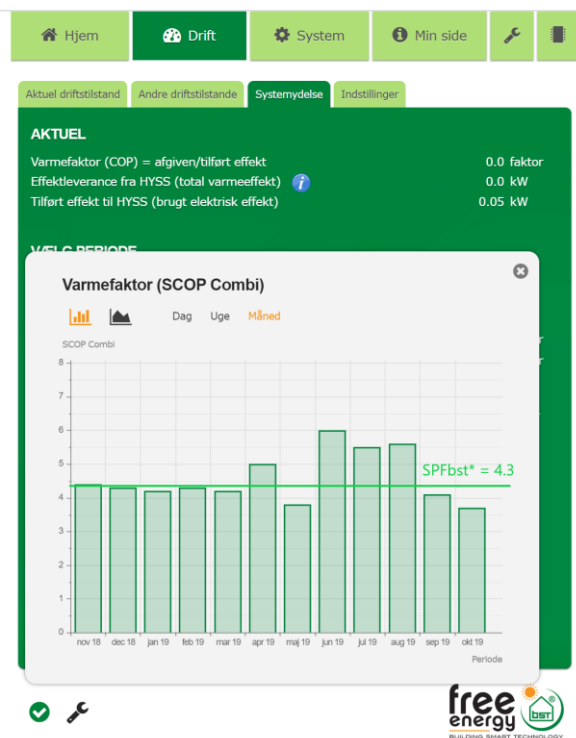 Hjem Drift System Min side
Aktuel driftstilstand Andre driftstilstande Systemydelse Indstillinger
AKTUEL
Varmefaktor (COP) = afgiven/tilført effekt 0.0 faktor
Effektleverance fra HYSS (total varmeeffekt) i 0.0 kW
Tilført effekt til HYSS (brugt elektrisk effekt) 0.05 kW
VÆLG PERIODE
Varmefaktor (SCOP Combi)
Dag Uge Måned
SCOP Combi
8
7
6
5
SPFbst* = 4.3
4
3
2
1
0
nov 18 dec 18 jan 19 feb 19 mar 19 apr 19 maj 19 jun 19 jul 19 aug 19 sep 19 okt 19
Periode
free
energy
bst
BUILDING SMART TECHNOLOGY